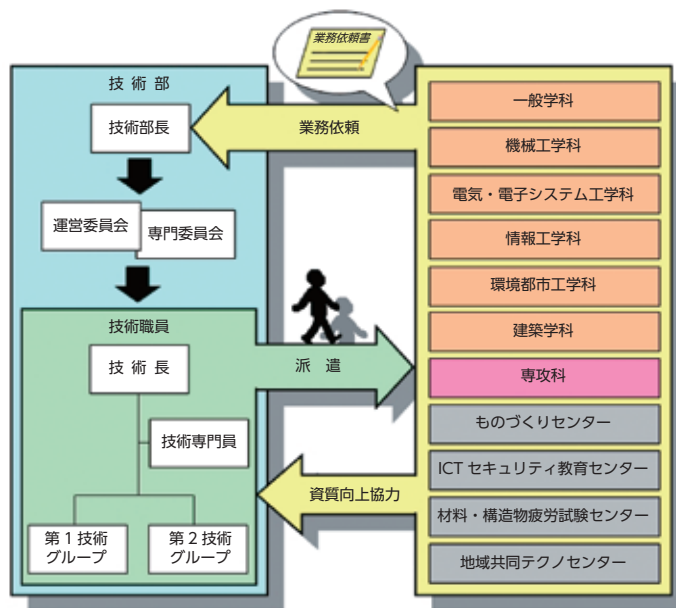 業務依頼書
技術部
技術部長
業務依頼
運営委員会
専門委員会
技術職員
技術長
技術専門員
第1技術
グループ
第2技術
グループ
派遣
資質向上協力
一般学科
機械工学科
電気・電子システム工学科
情報工学科
環境都市工学科
建築学科
専攻科
ものづくりセンター
ICT セキュリティ教育センター
材料・構造物疲労試験センター
地域共同テクノセンター